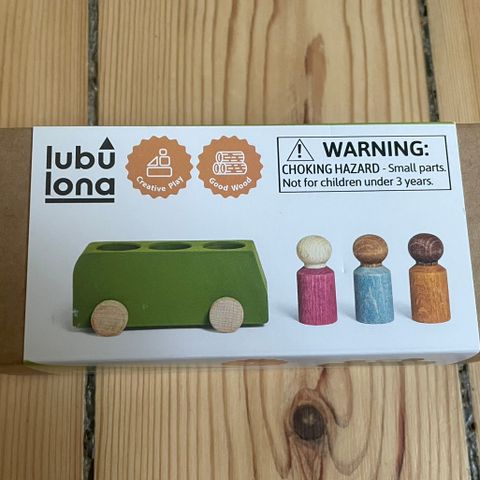 lubu
lona
Creative Play
Good Wood
WARNING:
CHOKING HAZARD - Small parts.
Not for children under 3 years.